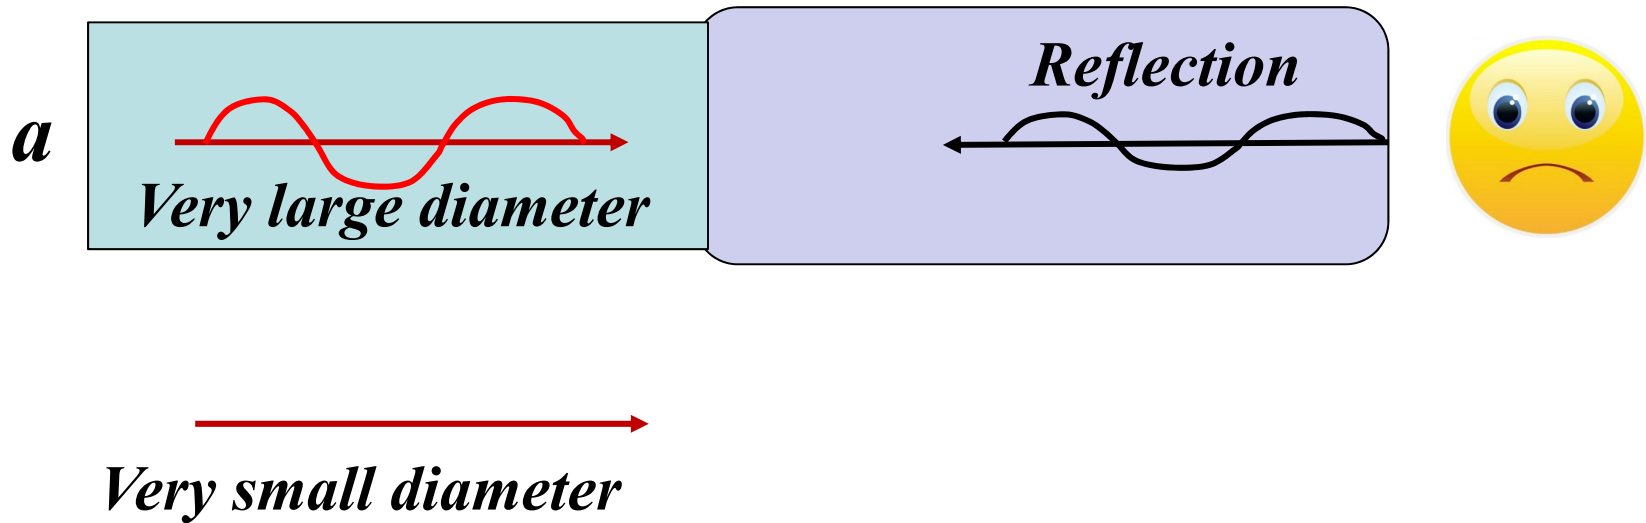 Reflection
a
Very large diameter
Very small diameter